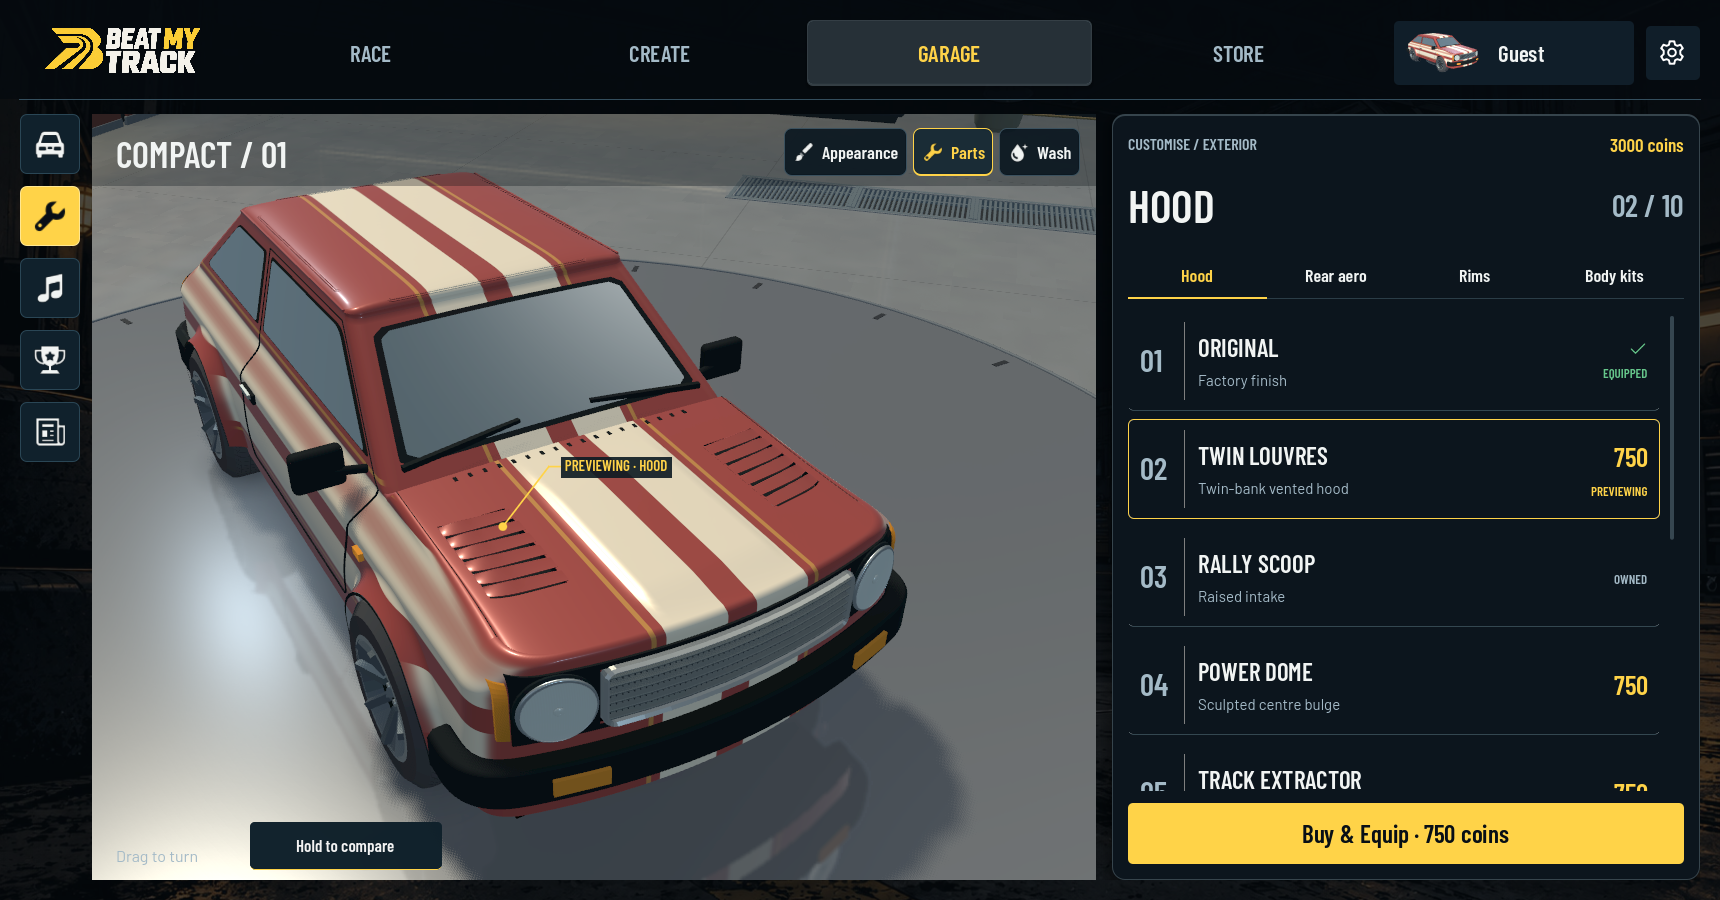 BEAT MY
TRACK
RACE
CREATE
GARAGE
STORE
Guest
COMPACT / 01
Appearance
Parts
Wash
PREVIEWING · HOOD
Drag to turn
Hold to compare
CUSTOMISE / EXTERIOR
3000 coins
HOOD
02 / 10
Hood
Rear aero
Rims
Body kits
01
ORIGINAL
Factory finish
EQUIPPED
02
TWIN LOUVRES
Twin-bank vented hood
750
PREVIEWING
03
RALLY SCOOP
Raised intake
OWNED
04
POWER DOME
Sculpted centre bulge
750
05
TRACK EXTRACTOR
750
Buy & Equip · 750 coins